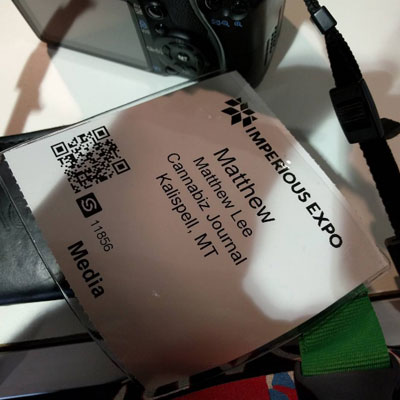 IMPERIOUS EXPO
Matthew
Matthew Lee
Cannabiz Journal
Kalispell, MT
11856
Media